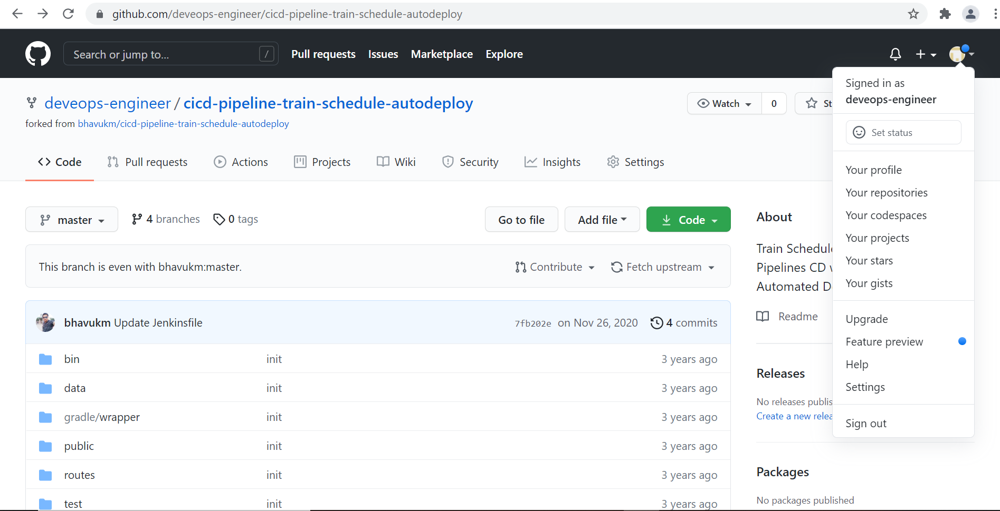 github.com/deveops-engineer/cicd-pipeline-train-schedule-autodeploy
Search or jump to... /
Pull requests Issues Marketplace Explore
deveops-engineer / cicd-pipeline-train-schedule-autodeploy
forked from bhavukm/cicd-pipeline-train-schedule-autodeploy
Watch 0
St
Code Pull requests Actions Projects Wiki Security Insights Settings
master 4 branches 0 tags
Go to file Add file Code
This branch is even with bhavukm:master.
Contribute Fetch upstream
bhavukm Update Jenkinsfile 7fb202e on Nov 26, 2020 4 commits
bin init 3 years ago
data init 3 years ago
gradle/wrapper init 3 years ago
public init 3 years ago
routes init 3 years ago
test init 3 years ago
About
Train Schedul
Pipelines CD
Automated D
Readme
Releases
No releases publis
Create a new relea
Packages
No packages published
Signed in as
deveops-engineer
Set status
Your profile
Your repositories
Your codespaces
Your projects
Your stars
Your gists
Upgrade
Feature preview
Help
Settings
Sign out